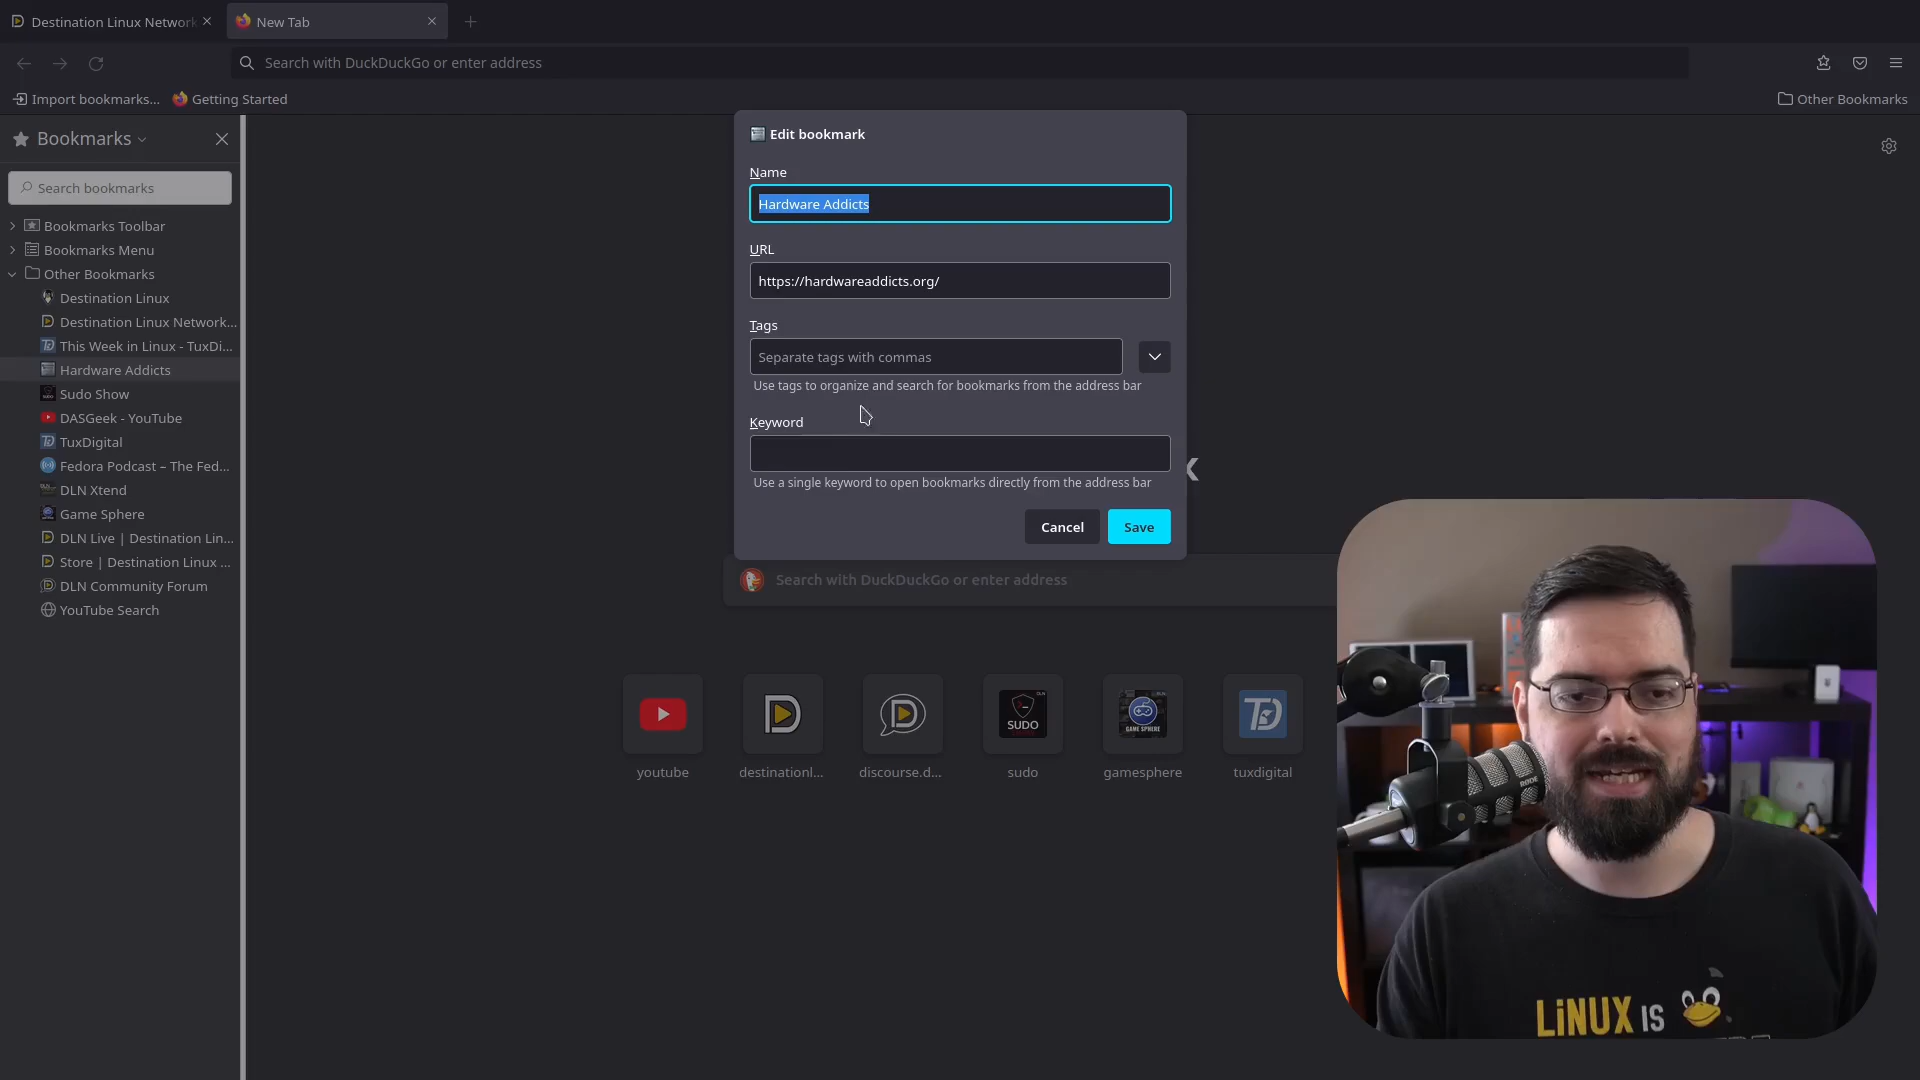 Destination Linux Network
New Tab
Search with DuckDuckGo or enter address
Import bookmarks...
Getting Started
Other Bookmarks
Bookmarks
Search bookmarks
Bookmarks Toolbar
Bookmarks Menu
Other Bookmarks
Destination Linux
Destination Linux Network...
This Week in Linux - TuxDi...
Hardware Addicts
Sudo Show
DASGeek - YouTube
TuxDigital
Fedora Podcast – The Fed...
DLN Xtend
Game Sphere
DLN Live | Destination Lin...
Store | Destination Linux ...
DLN Community Forum
YouTube Search
Edit bookmark
Name
Hardware Addicts
URL
https://hardwareaddicts.org/
Tags
Separate tags with commas
Use tags to organize and search for bookmarks from the address bar
Keyword
Use a single keyword to open bookmarks directly from the address bar
Cancel
Save
Search with DuckDuckGo or enter address
SUDO
GAME SPHERE
youtube
destinationl...
discourse.d...
sudo
gamesphere
tuxdigital
RODE
LiNUX IS